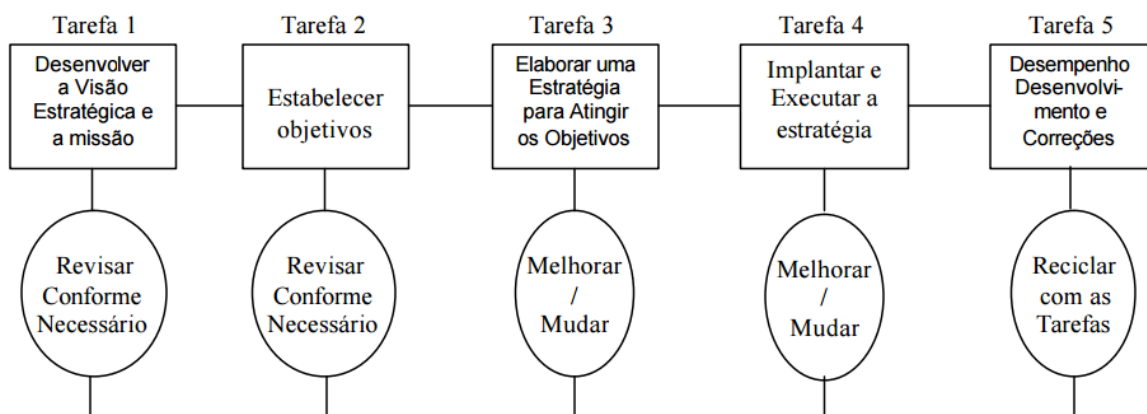 Tarefa 1
Tarefa 2
Tarefa 3
Tarefa 4
Tarefa 5
Desenvolver
a Visão
Estratégica e
a missão
Estabelecer
objetivos
Elaborar uma
Estratégia
para Atingir
os Objetivos
Implantar e
Executar a
estratégia
Desempenho
Desenvolvi-
mento e
Correções
Revisar
Conforme
Necessário
Revisar
Conforme
Necessário
Melhorar
/
Mudar
Melhorar
/
Mudar
Reciclar
com as
Tarefas